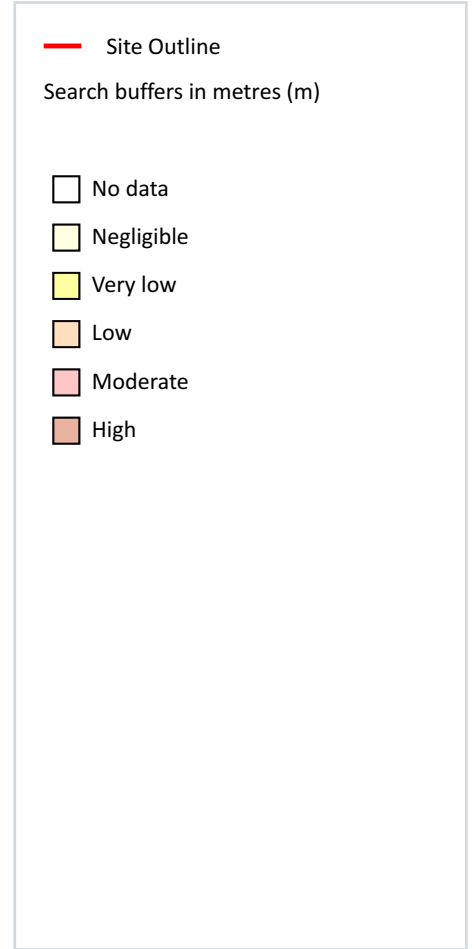 Site Outline
Search buffers in metres (m)
No data
Negligible
Very low
Low
Moderate
High